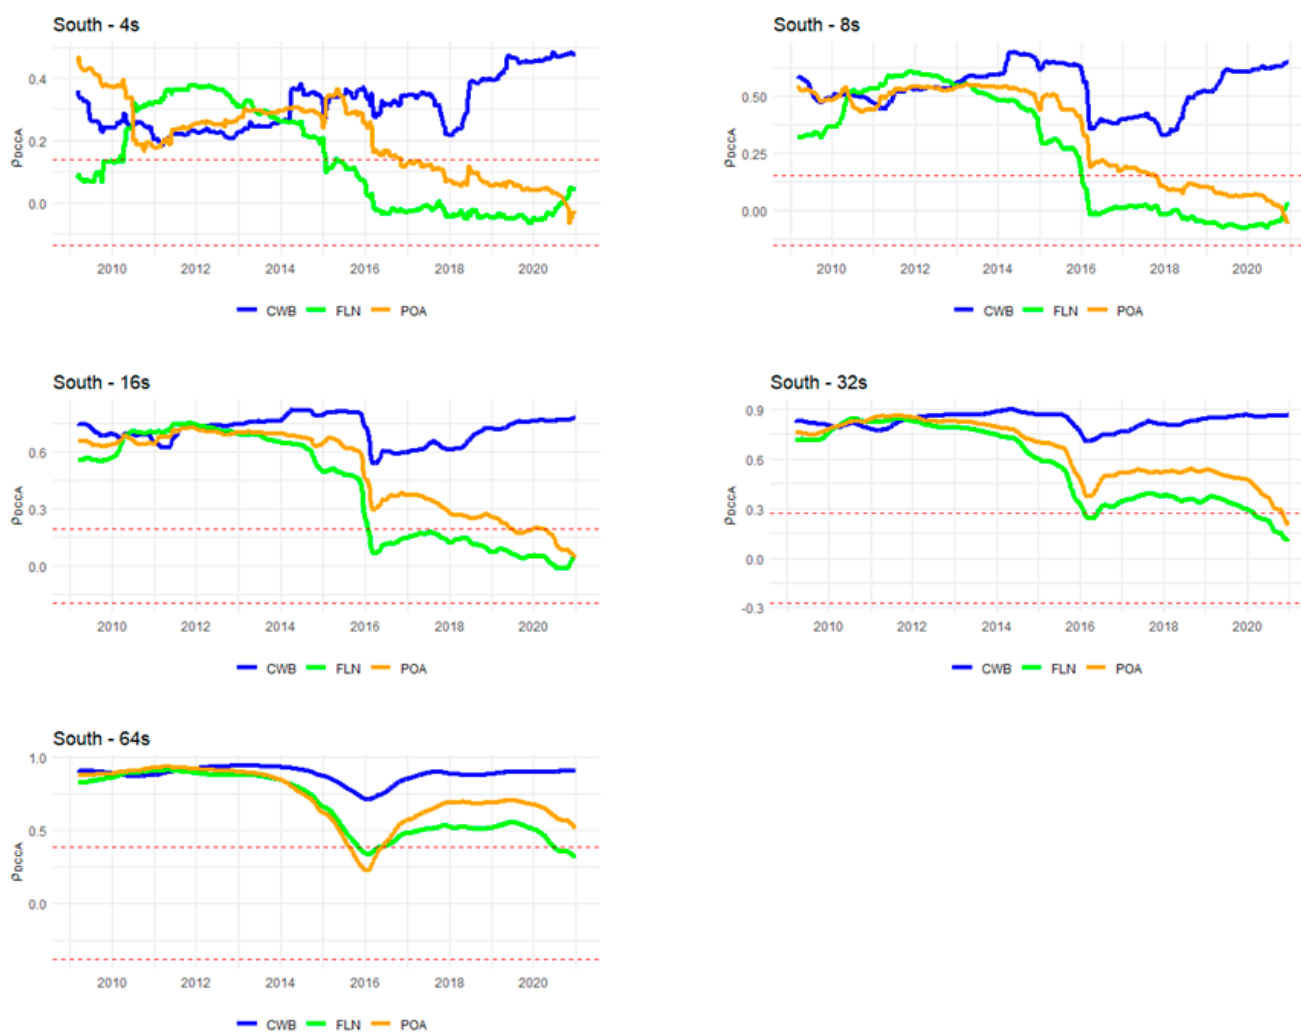 South - 4s
ρDCCA
0.4
0.2
0.0
2010 2012 2014 2016 2018 2020
CWB FLN POA
South - 8s
ρDCCA
0.50
0.25
0.00
2010 2012 2014 2016 2018 2020
CWB FLN POA
South - 16s
ρDCCA
0.6
0.3
0.0
2010 2012 2014 2016 2018 2020
CWB FLN POA
South - 32s
ρDCCA
0.9
0.6
0.3
0.0
-0.3
2010 2012 2014 2016 2018 2020
CWB FLN POA
South - 64s
ρDCCA
1.0
0.5
0.0
2010 2012 2014 2016 2018 2020
CWB FLN POA